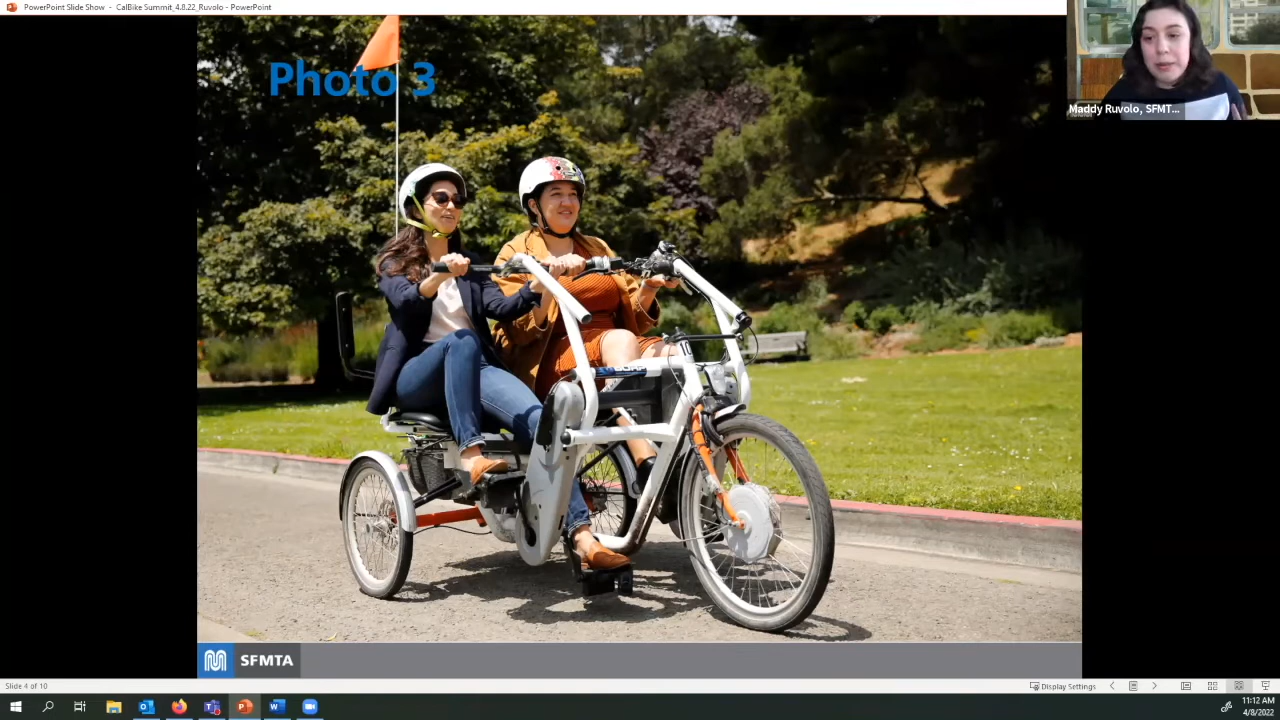 PowerPoint Slide Show - CalBike Summit_4.8.22_Ruvolo - PowerPoint
Photo 3
Maddy Ruvolo, SFMT...
SFMTA
Slide 4 of 10
Display Settings
11:12 AM
4/8/2022